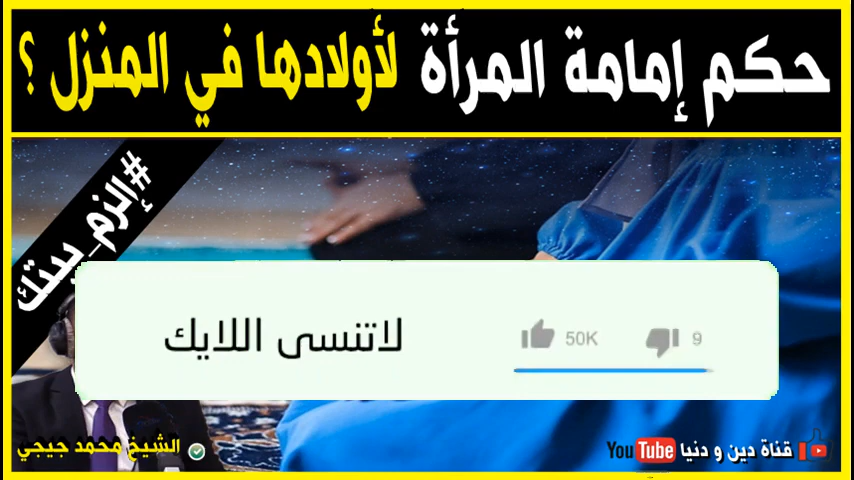 حكم إمامة المرأة لأولادها في المنزل ؟
#إلزم_بيتك
لاتنسى اللايك
50K
9
الشيخ محمد جيجي
قناة دين و دنيا YouTube